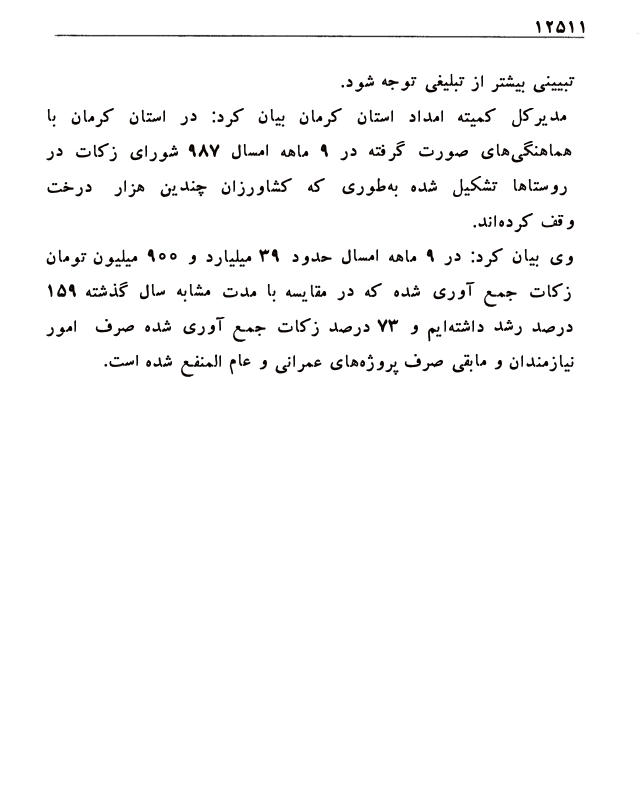 ۱۲۵۱۱
تبیینی بیشتر از تبلیغی توجه شود.
مدیرکل کمیته امداد استان کرمان بیان کرد: در استان کرمان با
هماهنگی‌های صورت گرفته در ۹ ماهه امسال ۹۸۷ شورای زکات در
روستاها تشکیل شده به‌طوری که کشاورزان چندین هزار درخت
وقف کرده‌اند.
وی بیان کرد: در ۹ ماهه امسال حدود ۳۹ میلیارد و ۹۰۰ میلیون تومان
زکات جمع آوری شده که در مقایسه با مدت مشابه سال گذشته ۱۵۹
درصد رشد داشته‌ایم و ۷۳ درصد زکات جمع آوری شده صرف امور
نیازمندان و مابقی صرف پروژه‌های عمرانی و عام المنفع شده است.